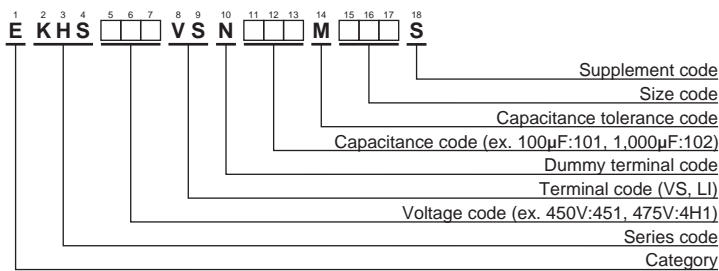 1 2 3 4 5 6 7 8 9 10 11 12 13 14 15 16 17 18
E KHS □□□ VS N □□□ M □□□ S
Supplement code
Size code
Capacitance tolerance code
Capacitance code (ex. 100μF:101, 1,000μF:102)
Dummy terminal code
Terminal code (VS, LI)
Voltage code (ex. 450V:451, 475V:4H1)
Series code
Category